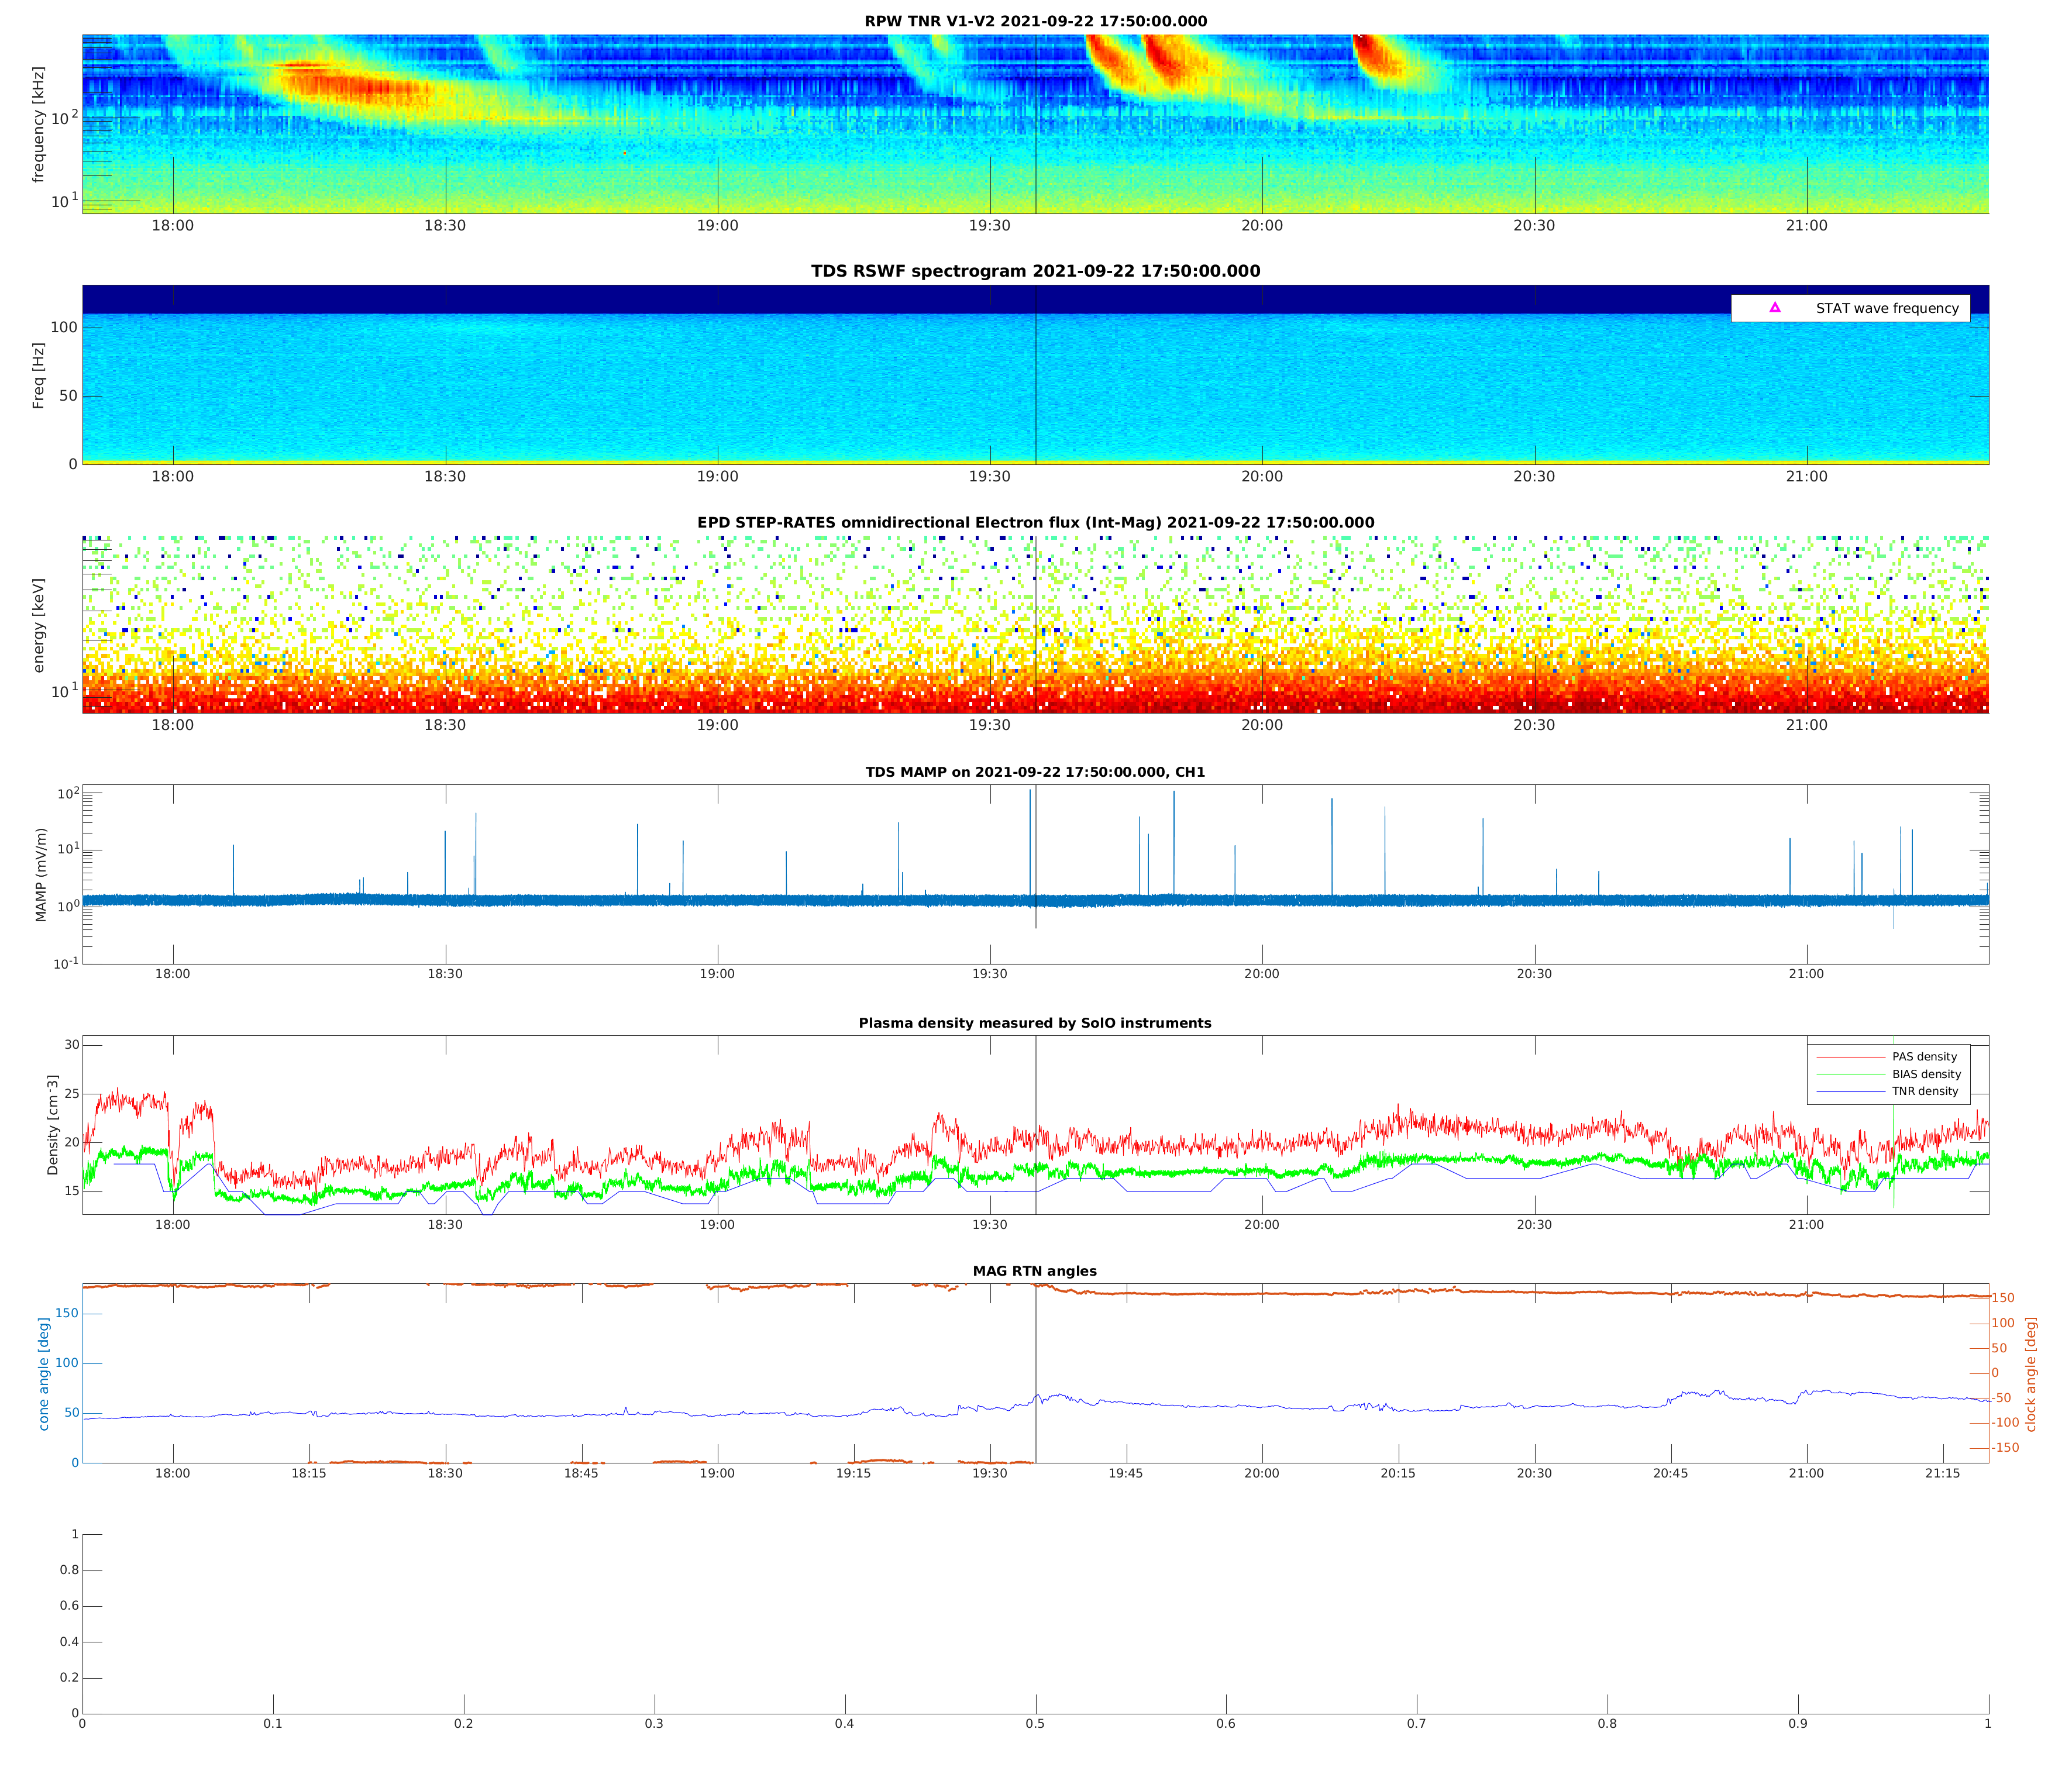 RPW TNR V1-V2 2021-09-22 17:50:00.000
frequency [kHz]
10^2
10^1
18:00 18:30 19:00 19:30 20:00 20:30 21:00
TDS RSWF spectrogram 2021-09-22 17:50:00.000
STAT wave frequency
Freq [Hz]
100
50
0
18:00 18:30 19:00 19:30 20:00 20:30 21:00
EPD STEP-RATES omnidirectional Electron flux (Int-Mag) 2021-09-22 17:50:00.000
energy [keV]
10^1
18:00 18:30 19:00 19:30 20:00 20:30 21:00
TDS MAMP on 2021-09-22 17:50:00.000, CH1
MAMP (mV/m)
10^2
10^1
10^0
10^-1
18:00 18:30 19:00 19:30 20:00 20:30 21:00
Plasma density measured by SolO instruments
Density [cm^-3]
30
25
20
15
PAS density
BIAS density
TNR density
18:00 18:30 19:00 19:30 20:00 20:30 21:00
MAG RTN angles
cone angle [deg]
150
100
50
0
clock angle [deg]
150
100
50
0
-50
-100
-150
18:00 18:15 18:30 18:45 19:00 19:15 19:30 19:45 20:00 20:15 20:30 20:45 21:00 21:15
1
0.8
0.6
0.4
0.2
0
0 0.1 0.2 0.3 0.4 0.5 0.6 0.7 0.8 0.9 1